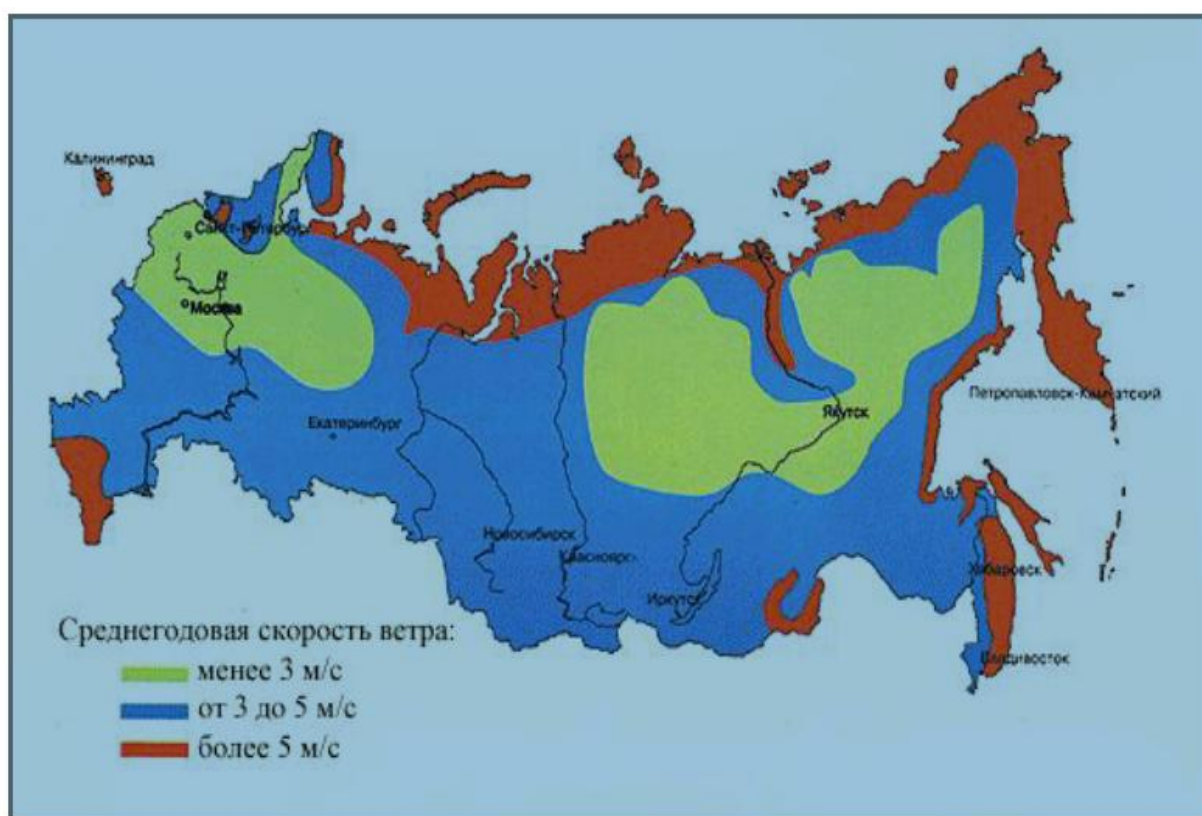 Калининград
Санкт-Петербург
Москва
Екатеринбург
Якутск
Петропавловск-Камчатский
Новосибирск
Красноярск
Иркутск
Хабаровск
Владивосток
Среднегодовая скорость ветра:
менее 3 м/с
от 3 до 5 м/с
более 5 м/с